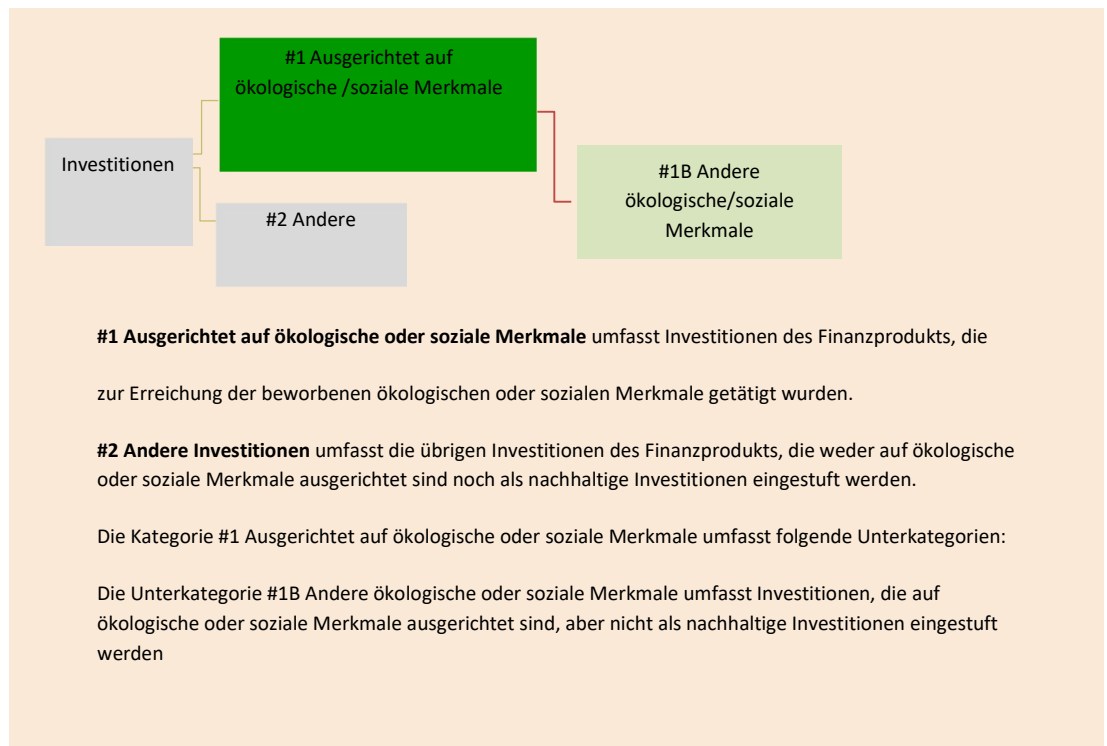 #1 Ausgerichtet auf
ökologische /soziale Merkmale
Investitionen
#1B Andere
ökologische/soziale
Merkmale
#2 Andere
#1 Ausgerichtet auf ökologische oder soziale Merkmale umfasst Investitionen des Finanzprodukts, die
zur Erreichung der beworbenen ökologischen oder sozialen Merkmale getätigt wurden.
#2 Andere Investitionen umfasst die übrigen Investitionen des Finanzprodukts, die weder auf ökologische
oder soziale Merkmale ausgerichtet sind noch als nachhaltige Investitionen eingestuft werden.
Die Kategorie #1 Ausgerichtet auf ökologische oder soziale Merkmale umfasst folgende Unterkategorien:
Die Unterkategorie #1B Andere ökologische oder soziale Merkmale umfasst Investitionen, die auf
ökologische oder soziale Merkmale ausgerichtet sind, aber nicht als nachhaltige Investitionen eingestuft
werden